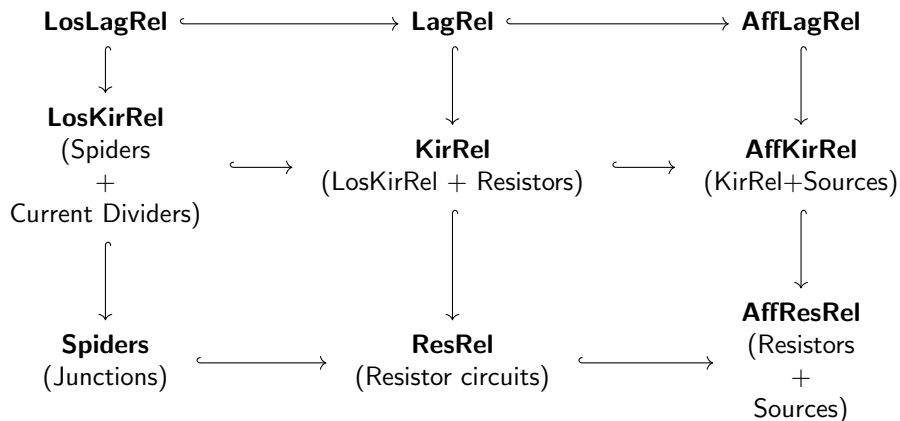 LosLagRel
LagRel
AffLagRel
LosKirRel
(Spiders
+
Current Dividers)
KirRel
(LosKirRel + Resistors)
AffKirRel
(KirRel+Sources)
Spiders
(Junctions)
ResRel
(Resistor circuits)
AffResRel
(Resistors
+
Sources)